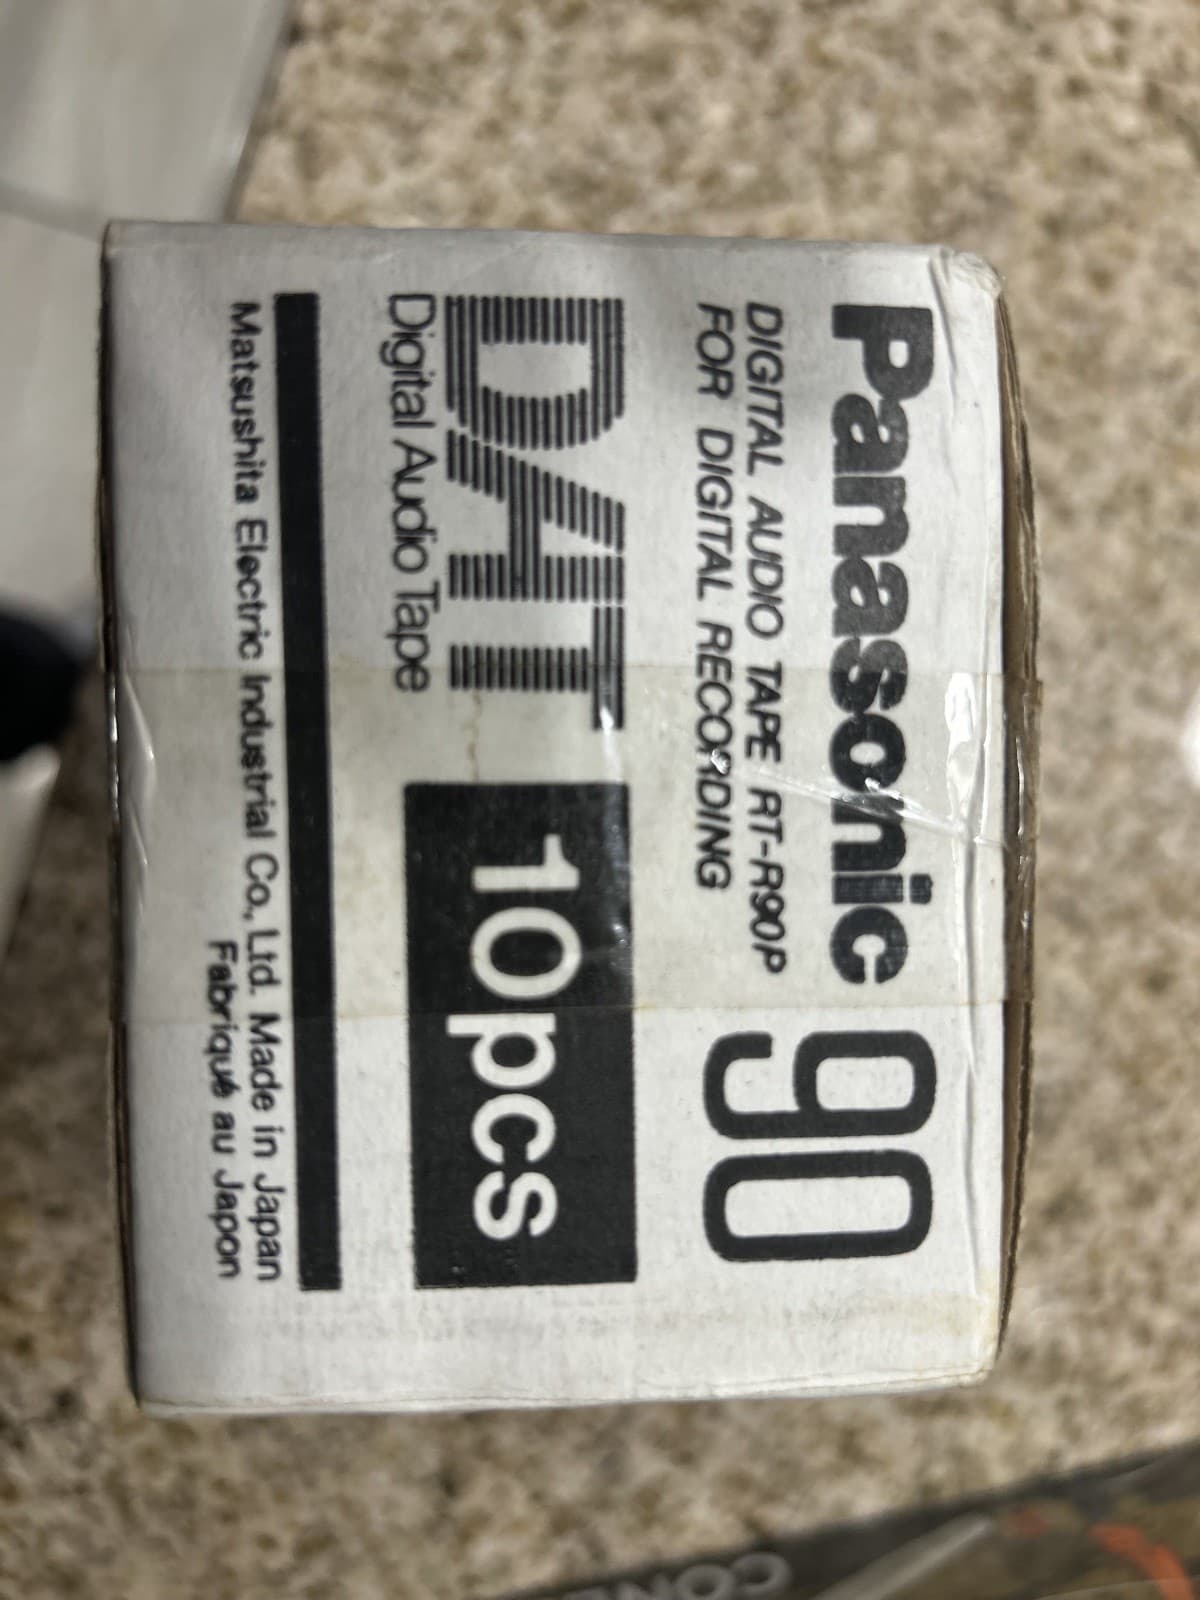 Panasonic 90
DIGITAL AUDIO TAPE RT-R90P
FOR DIGITAL RECORDING
DAT 10pcs
Digital Audio Tape
Matsushita Electric Industrial Co., Ltd. Made in Japan
Fabriqué au Japon